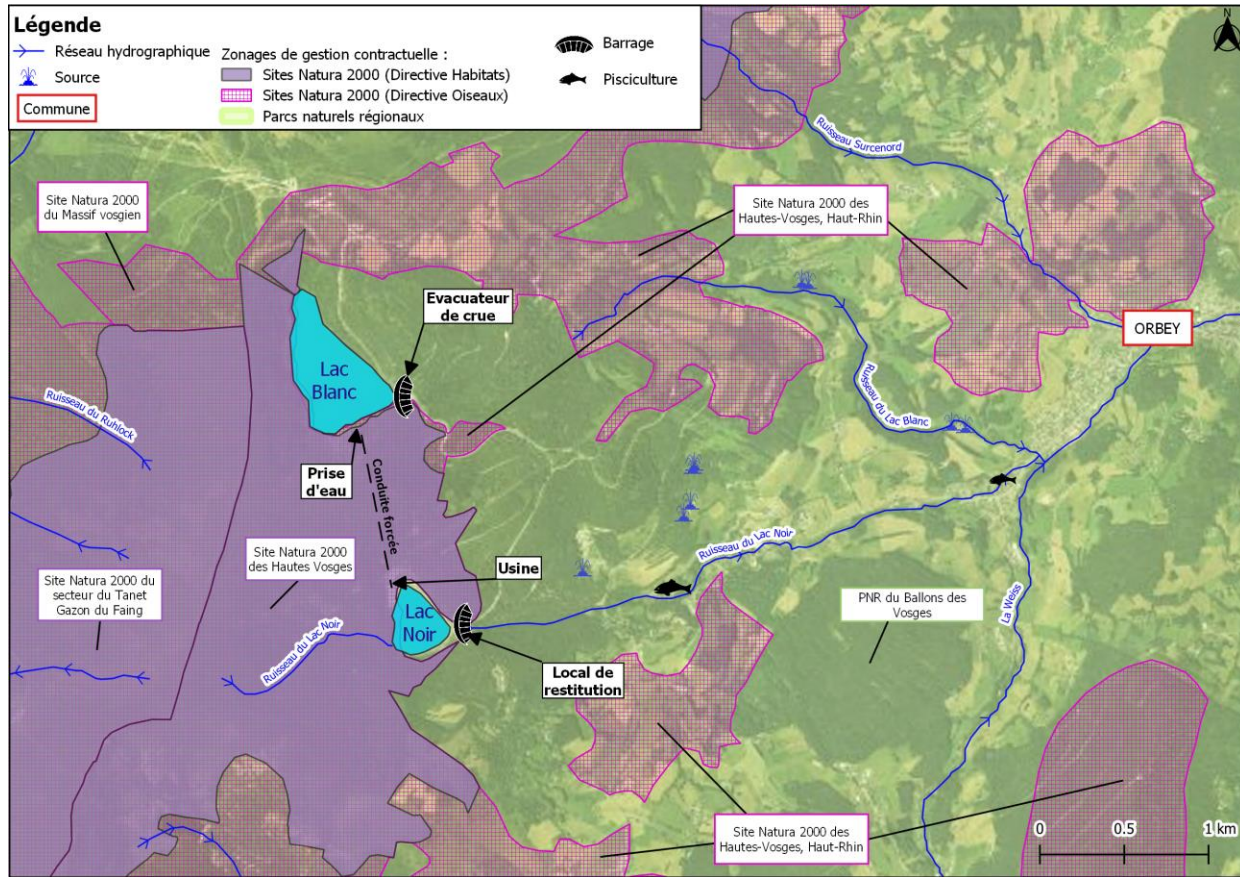 Légende
Réseau hydrographique
Source
Commune
Zonages de gestion contractuelle :
Sites Natura 2000 (Directive Habitats)
Sites Natura 2000 (Directive Oiseaux)
Parcs naturels régionaux
Barrage
Pisciculture
N
Ruisseau Surcenord
Site Natura 2000
du Massif vosgien
Site Natura 2000 des
Hautes-Vosges, Haut-Rhin
Evacuateur
de crue
ORBEY
Lac
Blanc
Ruisseau du Lac Blanc
Ruisseau du Ruhlock
Prise
d'eau
Conduite forcée
Site Natura 2000
des Hautes Vosges
Usine
Ruisseau du Lac Noir
Site Natura 2000 du
secteur du Tanet
Gazon du Faing
Lac
Noir
PNR du Ballons des
Vosges
La Weiss
Ruisseau du Lac Noir
Local de
restitution
Site Natura 2000 des
Hautes-Vosges, Haut-Rhin
0 0.5 1 km